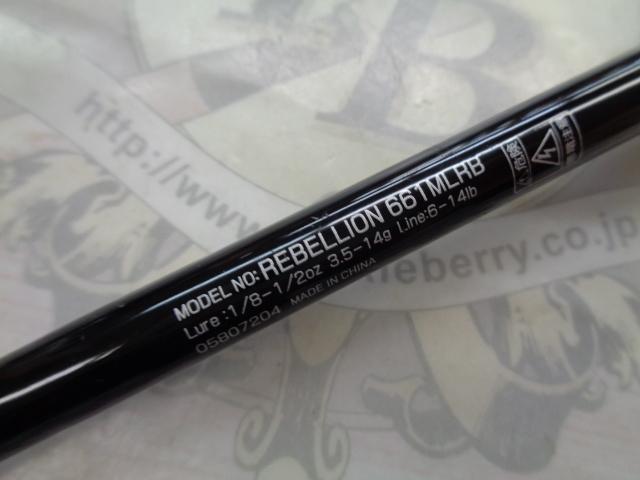 B
http://www.
leberry.co.jp
MODEL NO: REBELLION 661MLRB
Lure : 1/8-1/2oz 3.5-14g Line:6-14lb
05807204 MADE IN CHINA